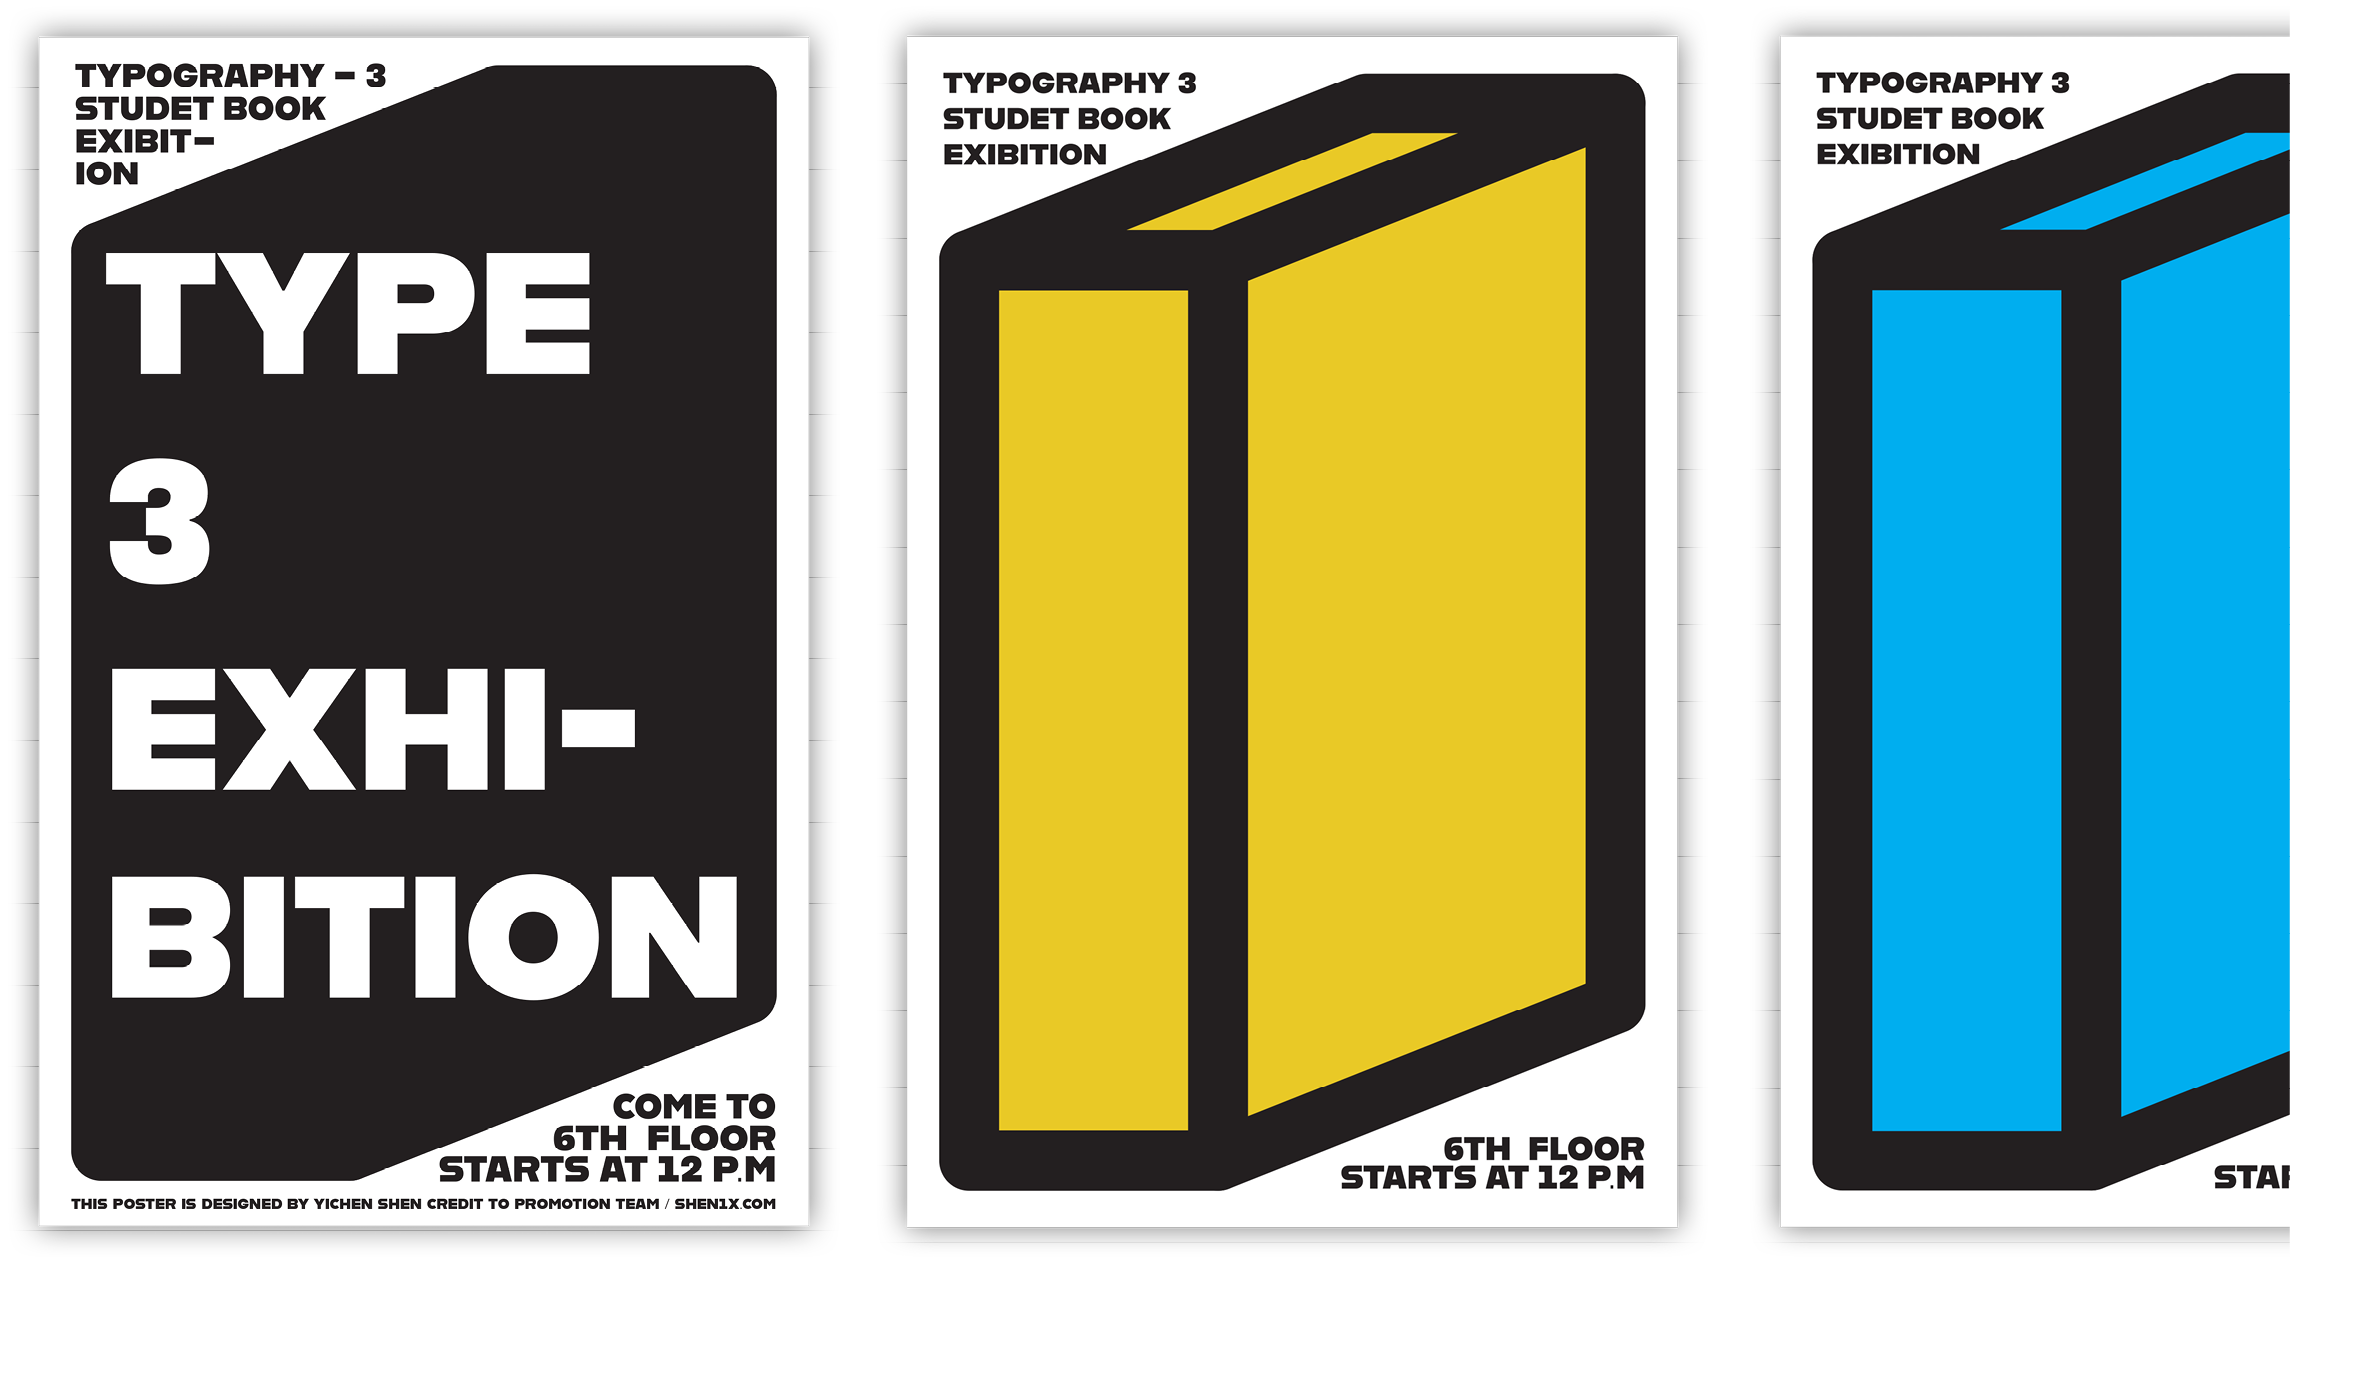 TYPOGRAPHY - 3
STUDET BOOK
EXIBIT-
ION
TYPE
3
EXHI-
BITION
COME TO
6TH FLOOR
STARTS AT 12 P.M
THIS POSTER IS DESIGNED BY YICHEN SHEN CREDIT TO PROMOTION TEAM / SHEN1X.COM
TYPOGRAPHY 3
STUDET BOOK
EXIBITION
6TH FLOOR
STARTS AT 12 P.M
TYPOGRAPHY 3
STUDET BOOK
EXIBITION